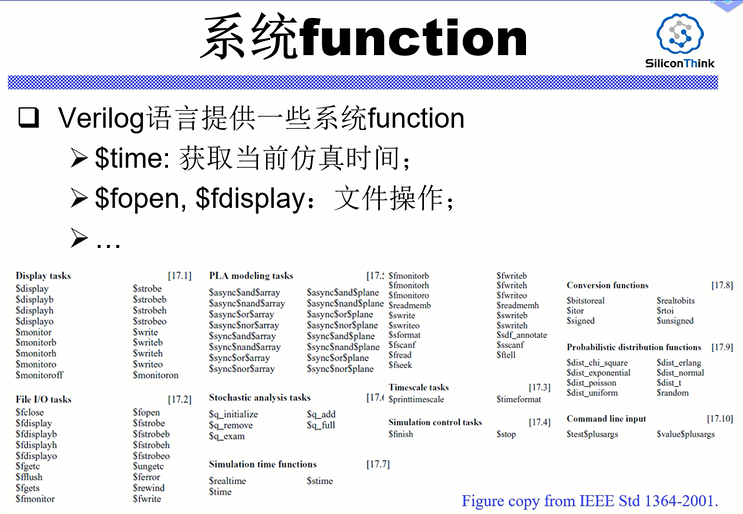 系统function
SiliconThink
❑ Verilog语言提供一些系统function
➤ $time: 获取当前仿真时间；
➤ $fopen, $fdisplay：文件操作；
➤ …
Display tasks [17.1]
$display $strobe
$displayb $strobeb
$displayh $strobeh
$displayo $strobeo
$monitor $write
$monitorb $writeb
$monitorh $writeh
$monitoro $writeo
$monitoroff $monitoron
File I/O tasks [17.2]
$fclose $fopen
$fdisplay $fstrobe
$fdisplayb $fstrobeb
$fdisplayh $fstrobeh
$fdisplayo $fstrobeo
$fgetc $ungetc
$fflush $ferror
$fgets $rewind
$fmonitor $fwrite
PLA modeling tasks [17.5
$async$and$array $async$and$plane
$async$nand$array $async$nand$plane
$async$or$array $async$or$plane
$async$nor$array $async$nor$plane
$sync$and$array $sync$and$plane
$sync$nand$array $sync$nand$plane
$sync$or$array $sync$or$plane
$sync$nor$array $sync$nor$plane
Stochastic analysis tasks [17.6
$q_initialize $q_add
$q_remove $q_full
$q_exam
Simulation time functions [17.7]
$realtime $stime
$time
$fmonitorb $fwriteb
$fmonitorh $fwriteh
$fmonitoro $fwriteo
$readmemb $readmemh
$swrite $swriteb
$swriteo $swriteh
$sformat $sdf_annotate
$fscanf $sscanf
$fread $ftell
$fseek
Timescale tasks [17.3]
$printtimescale $timeformat
Simulation control tasks [17.4]
$finish $stop
Conversion functions [17.8]
$bitstoreal $realtobits
$itor $rtoi
$signed $unsigned
Probabilistic distribution functions [17.9]
$dist_chi_square $dist_erlang
$dist_exponential $dist_normal
$dist_poisson $dist_t
$dist_uniform $random
Command line input [17.10]
$test$plusargs $value$plusargs
Figure copy from IEEE Std 1364-2001.